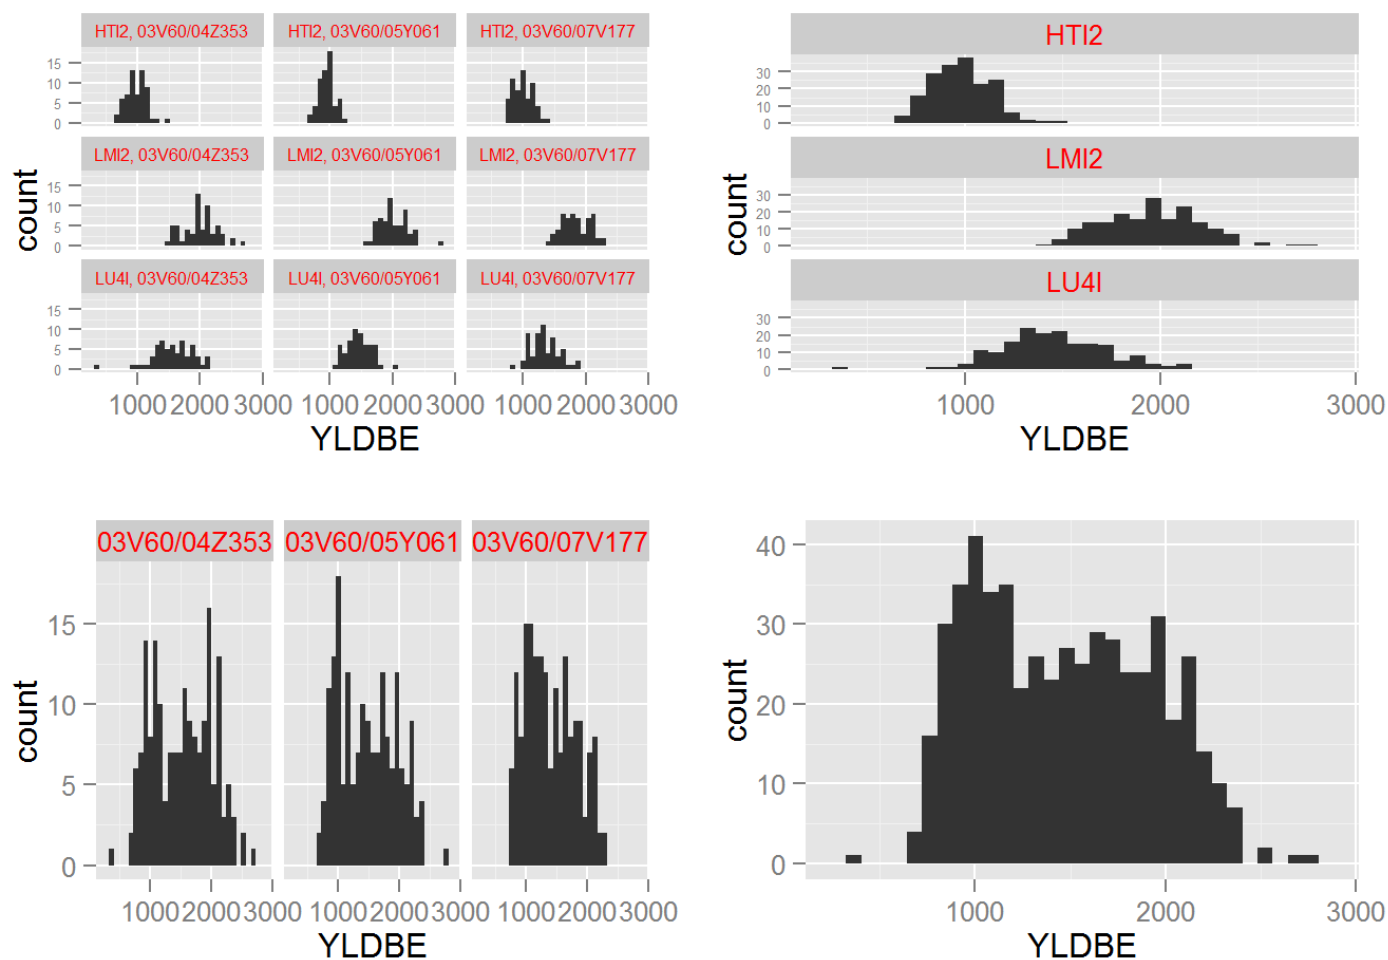 HTI2, 03V60/04Z353 HTI2, 03V60/05Y061 HTI2, 03V60/07V177
15
10
5
0
LMI2, 03V60/04Z353 LMI2, 03V60/05Y061 LMI2, 03V60/07V177
15
10
5
0
LU4I, 03V60/04Z353 LU4I, 03V60/05Y061 LU4I, 03V60/07V177
15
10
5
0
count
1000 2000 3000 1000 2000 3000 1000 2000 3000
YLDBE
HTI2
30
20
10
0
LMI2
30
20
10
0
LU4I
30
20
10
0
count
1000 2000 3000
YLDBE
03V60/04Z353 03V60/05Y061 03V60/07V177
15
10
5
0
count
1000 2000 3000 1000 2000 3000 1000 2000 3000
YLDBE
40
30
20
10
0
count
1000 2000 3000
YLDBE